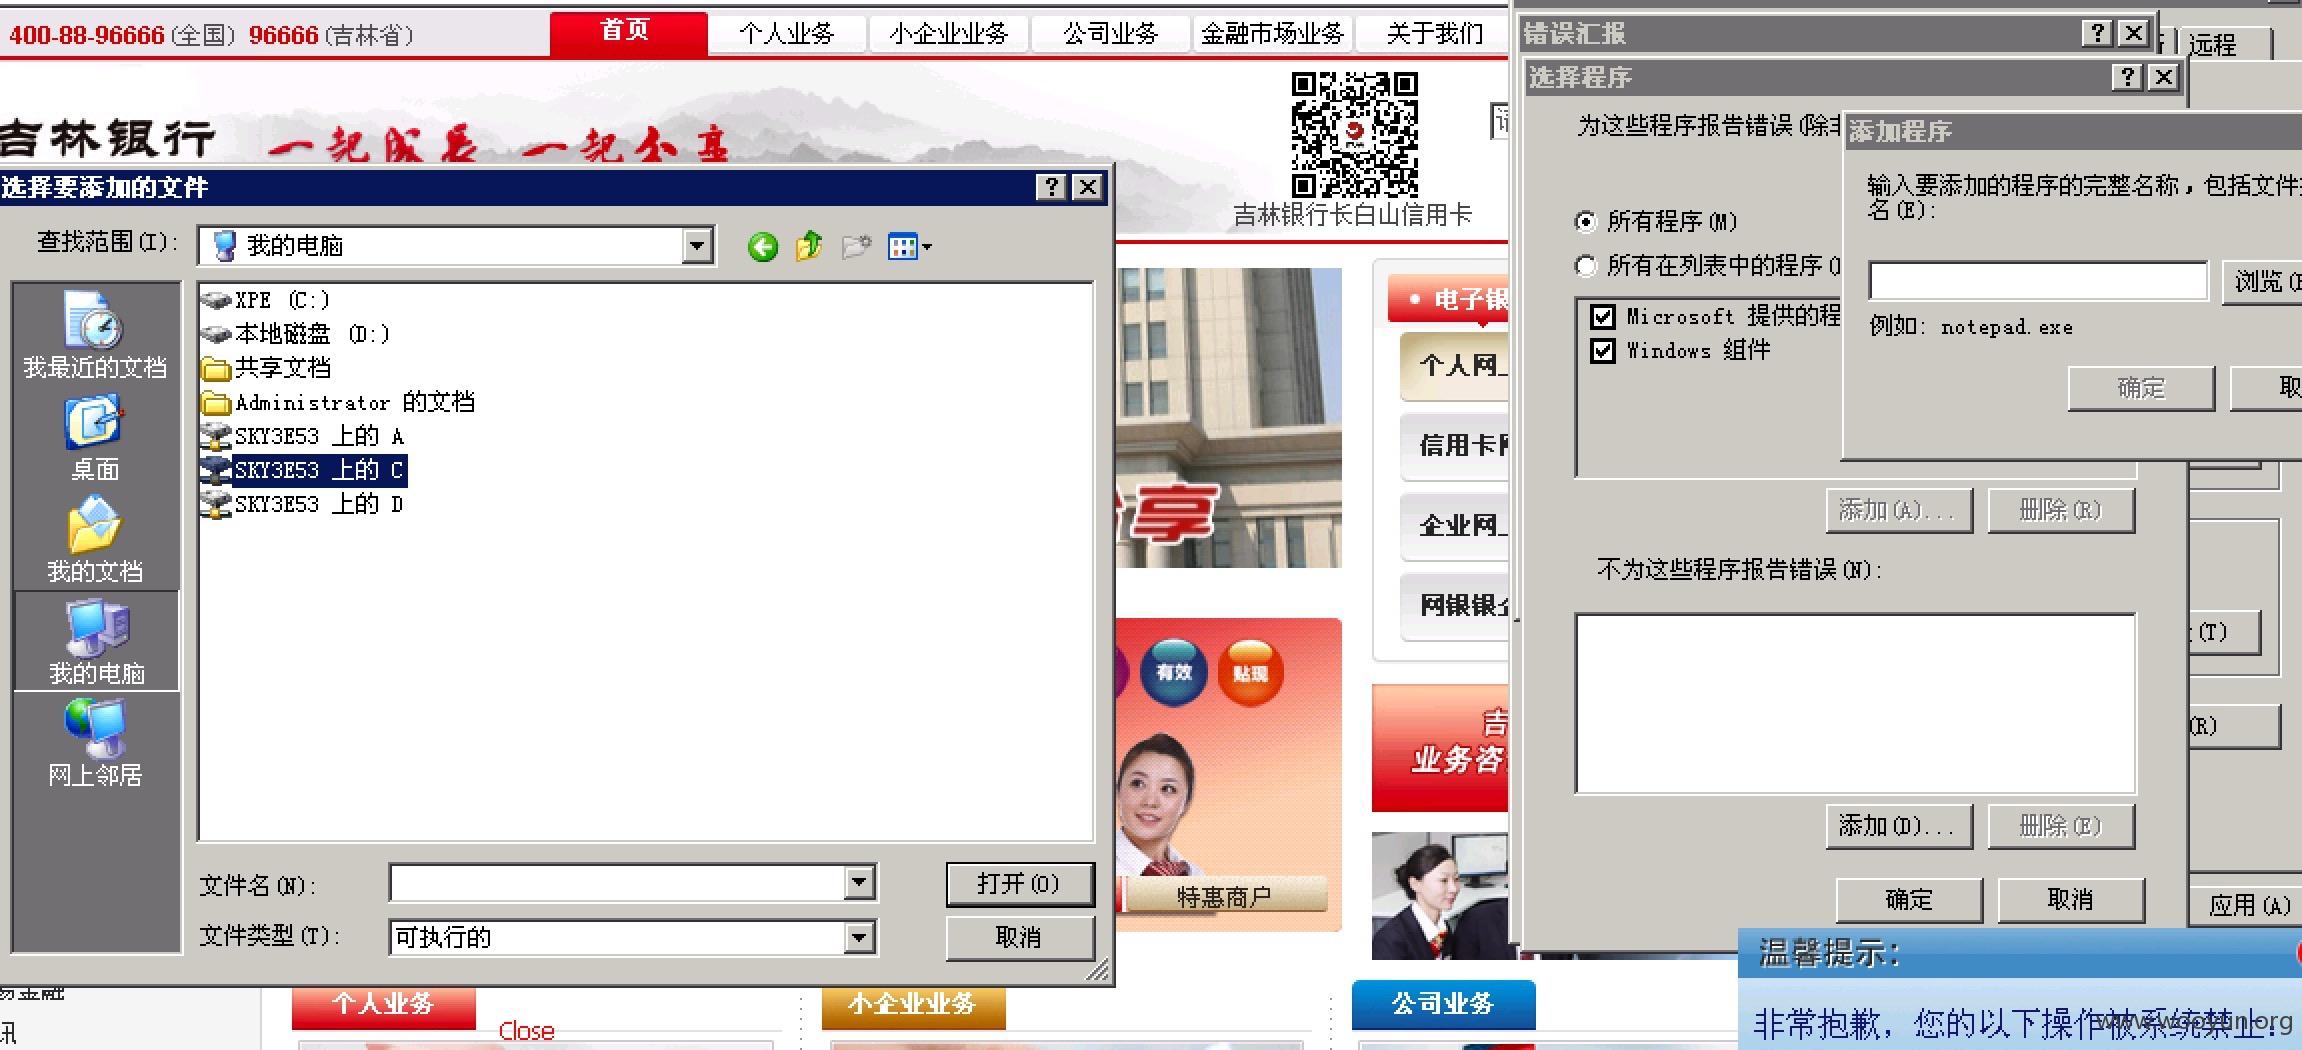 400-88-96666 (全国) 96666 (吉林省)
首页
个人业务
小企业业务
公司业务
金融市场业务
关于我们
吉林银行
一起成长 一起分享
吉林银行长白山信用卡
选择要添加的文件
查找范围(I):
我的电脑
我最近的文档
桌面
我的文档
我的电脑
网上邻居
XPE (C:)
本地磁盘 (D:)
共享文档
Administrator 的文档
SKY3E53 上的 A
SKY3E53 上的 C
SKY3E53 上的 D
文件名(N):
打开(O)
文件类型(T):
可执行的
取消
享
有效
贴现
特惠商户
电子银
个人网上
信用卡网
企业网上
网银银企
吉
业务咨
个人业务
Close
小企业业务
公司业务
讯
错误汇报
远程
选择程序
为这些程序报告错误(除非
所有程序(M)
所有在列表中的程序(
Microsoft 提供的程
Windows 组件
添加(A)...
删除(R)
不为这些程序报告错误(N):
添加(D)...
删除(E)
确定
取消
添加程序
输入要添加的程序的完整名称，包括文件
名(E):
浏览(
例如: notepad.exe
确定
取
(T)
(R)
应用(A)
温馨提示:
非常抱歉，您的以下操作被系统禁止!
www.wooyun.org